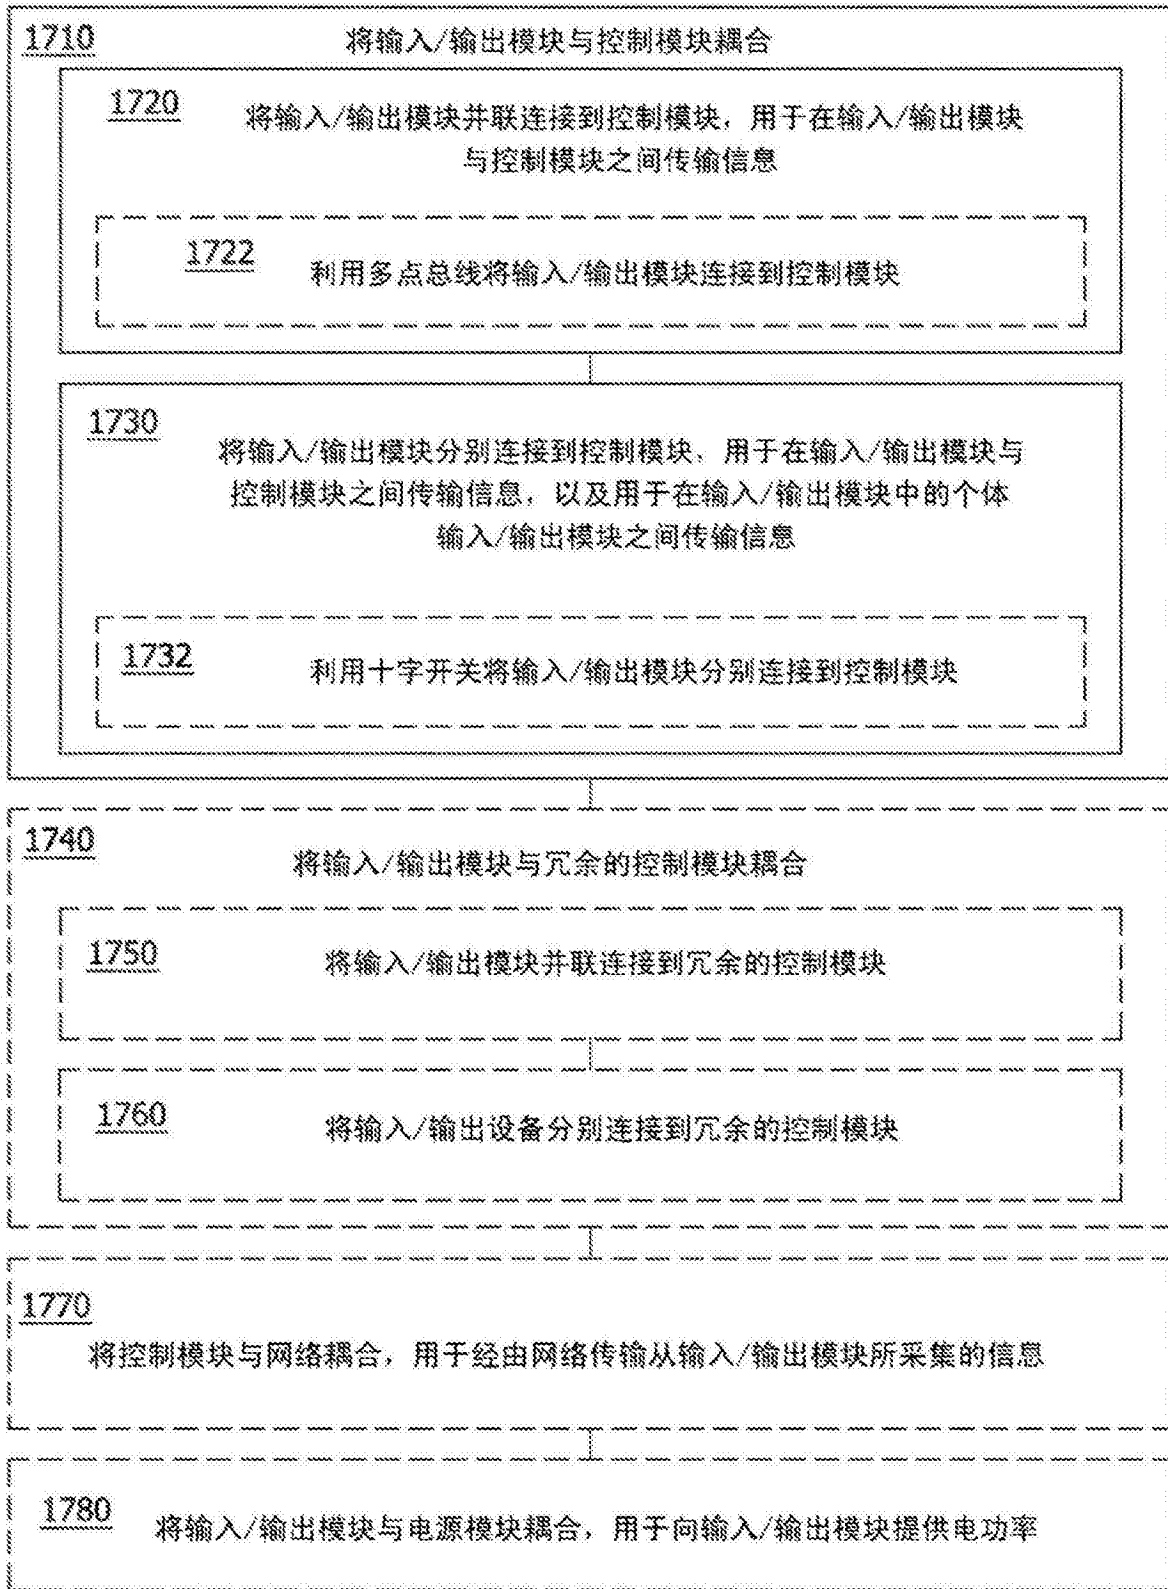 1710
将输入/输出模块与控制模块耦合
1720
将输入/输出模块并联连接到控制模块，用于在输入/输出模块
与控制模块之间传输信息
1722
利用多点总线将输入/输出模块连接到控制模块
1730
将输入/输出模块分别连接到控制模块，用于在输入/输出模块与
控制模块之间传输信息，以及用于在输入/输出模块中的个体
输入/输出模块之间传输信息
1732
利用十字开关将输入/输出模块分别连接到控制模块
1740
将输入/输出模块与冗余的控制模块耦合
1750
将输入/输出模块并联连接到冗余的控制模块
1760
将输入/输出设备分别连接到冗余的控制模块
1770
将控制模块与网络耦合，用于经由网络传输从输入/输出模块所采集的信息
1780
将输入/输出模块与电源模块耦合，用于向输入/输出模块提供电功率